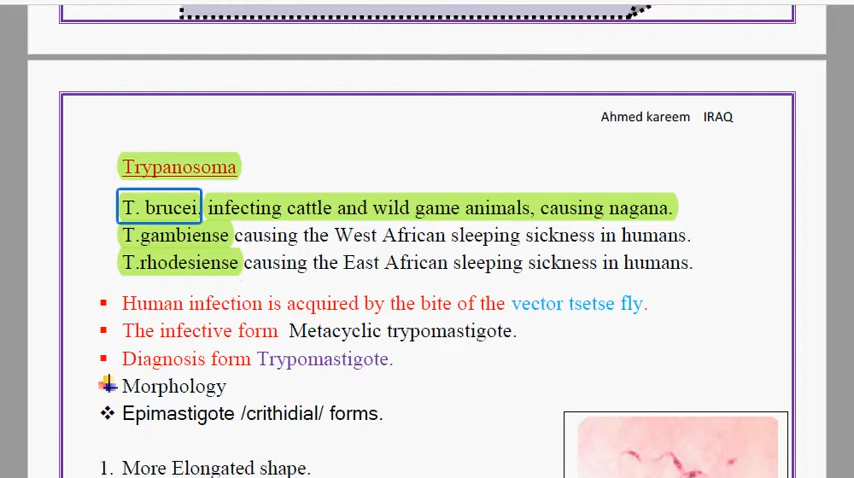 Ahmed kareem IRAQ
Trypanosoma
T. brucei, infecting cattle and wild game animals, causing nagana.
T.gambiense causing the West African sleeping sickness in humans.
T.rhodesiense causing the East African sleeping sickness in humans.
▪ Human infection is acquired by the bite of the vector tsetse fly.
▪ The infective form Metacyclic trypomastigote.
▪ Diagnosis form Trypomastigote.
Morphology
❖ Epimastigote /crithidial/ forms.
1. More Elongated shape.